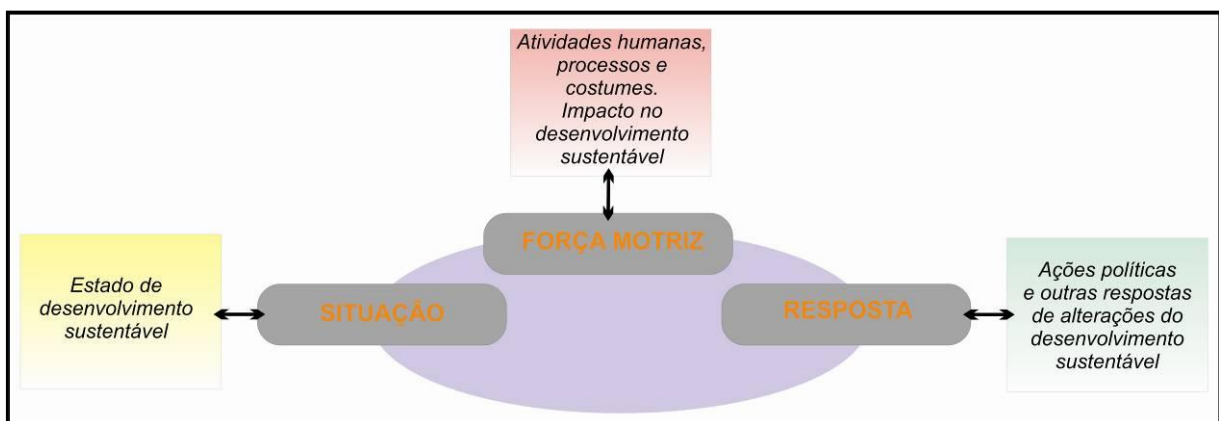 Atividades humanas,
processos e
costumes.
Impacto no
desenvolvimento
sustentável
FORÇA MOTRIZ
Estado de
desenvolvimento
sustentável
SITUAÇÃO
RESPOSTA
Ações políticas
e outras respostas
de alterações do
desenvolvimento
sustentável